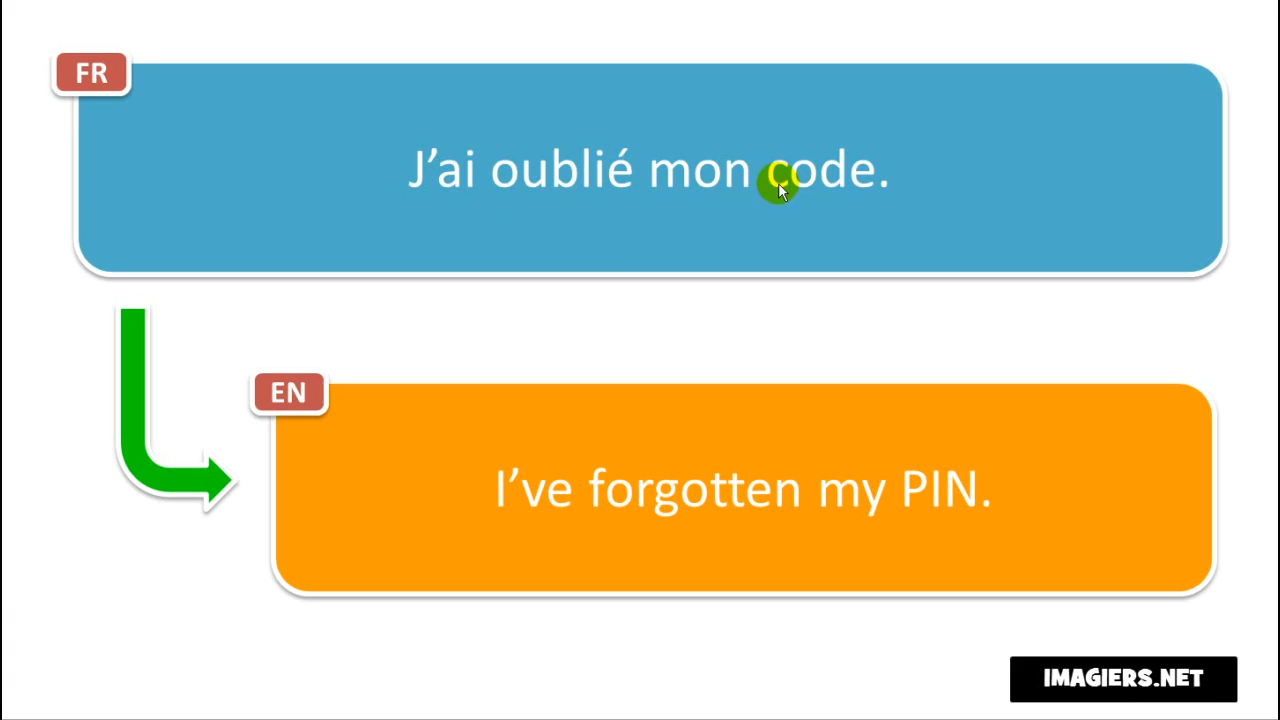 FR
J’ai oublié mon code.
EN
I’ve forgotten my PIN.
IMAGIERS.NET